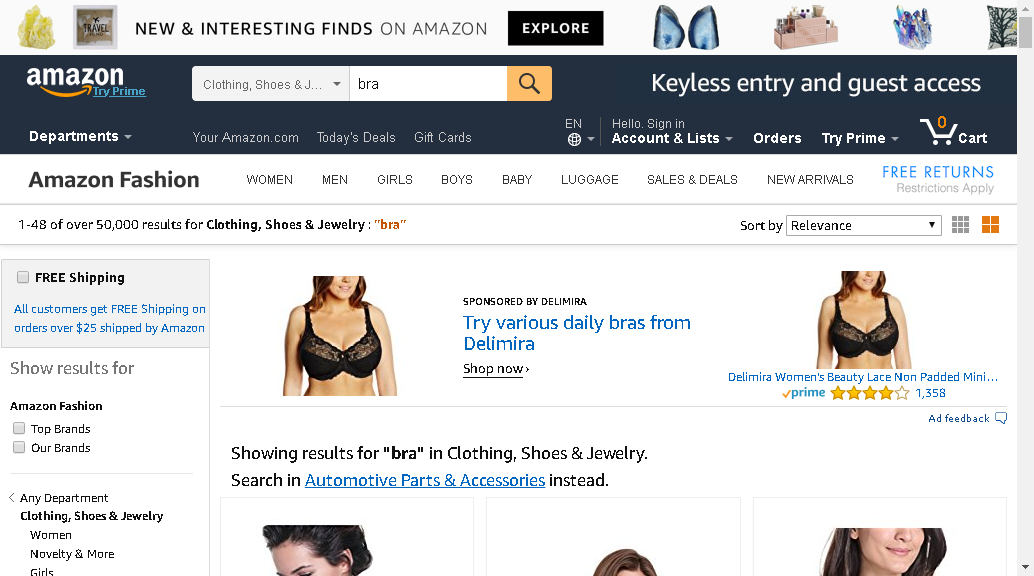 TRAVEL
NEW & INTERESTING FINDS ON AMAZON
EXPLORE
amazon
Try Prime
Clothing, Shoes & J...
bra
Keyless entry and guest access
Departments
Your Amazon.com
Today's Deals
Gift Cards
EN
Hello. Sign in
Account & Lists
Orders
Try Prime
0
Cart
Amazon Fashion
WOMEN
MEN
GIRLS
BOYS
BABY
LUGGAGE
SALES & DEALS
NEW ARRIVALS
FREE RETURNS
Restrictions Apply
1-48 of over 50,000 results for Clothing, Shoes & Jewelry : "bra"
Sort by Relevance
FREE Shipping
All customers get FREE Shipping on
orders over $25 shipped by Amazon
Show results for
Amazon Fashion
Top Brands
Our Brands
Any Department
Clothing, Shoes & Jewelry
Women
Novelty & More
Girls
SPONSORED BY DELIMIRA
Try various daily bras from
Delimira
Shop now ›
Delimira Women's Beauty Lace Non Padded Mini...
prime
1,358
Ad feedback
Showing results for "bra" in Clothing, Shoes & Jewelry.
Search in Automotive Parts & Accessories instead.